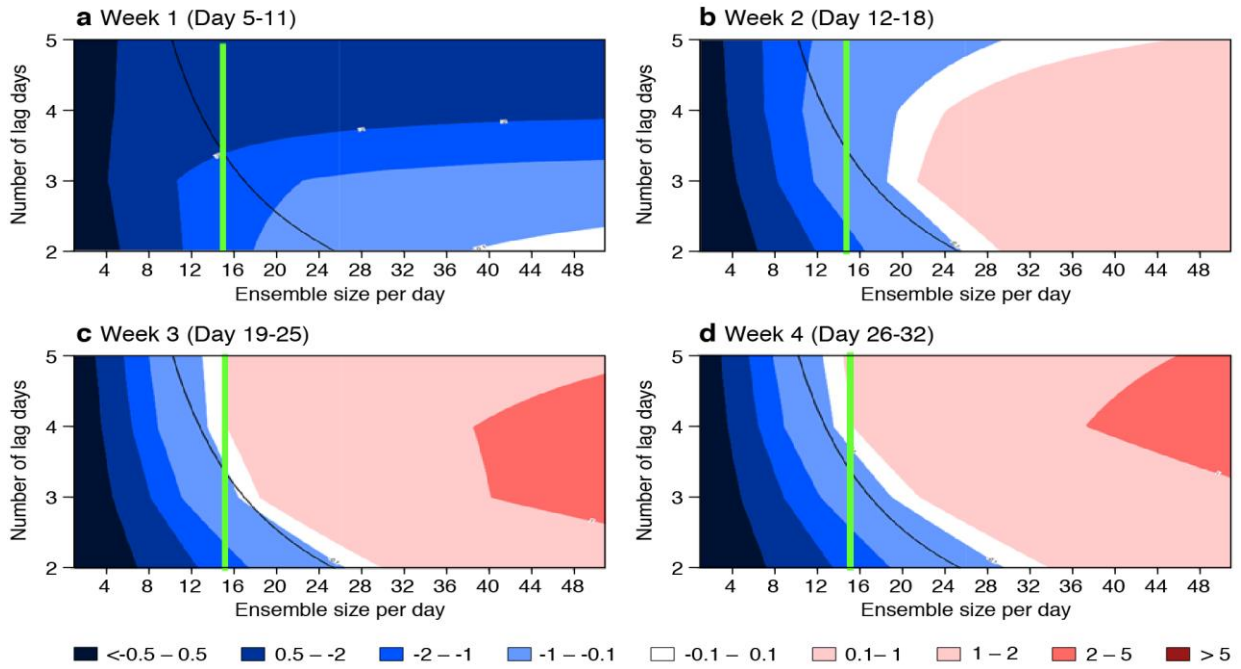 a Week 1 (Day 5-11)
b Week 2 (Day 12-18)
Number of lag days
5
4
3
2
4 8 12 16 20 24 28 32 36 40 44 48
Ensemble size per day
Number of lag days
5
4
3
2
4 8 12 16 20 24 28 32 36 40 44 48
Ensemble size per day
c Week 3 (Day 19-25)
d Week 4 (Day 26-32)
Number of lag days
5
4
3
2
4 8 12 16 20 24 28 32 36 40 44 48
Ensemble size per day
Number of lag days
5
4
3
2
4 8 12 16 20 24 28 32 36 40 44 48
Ensemble size per day
<-0.5 – 0.5 0.5 – -2 -2 – -1 -1 – -0.1 -0.1 – 0.1 0.1 – 1 1 – 2 2 – 5 > 5